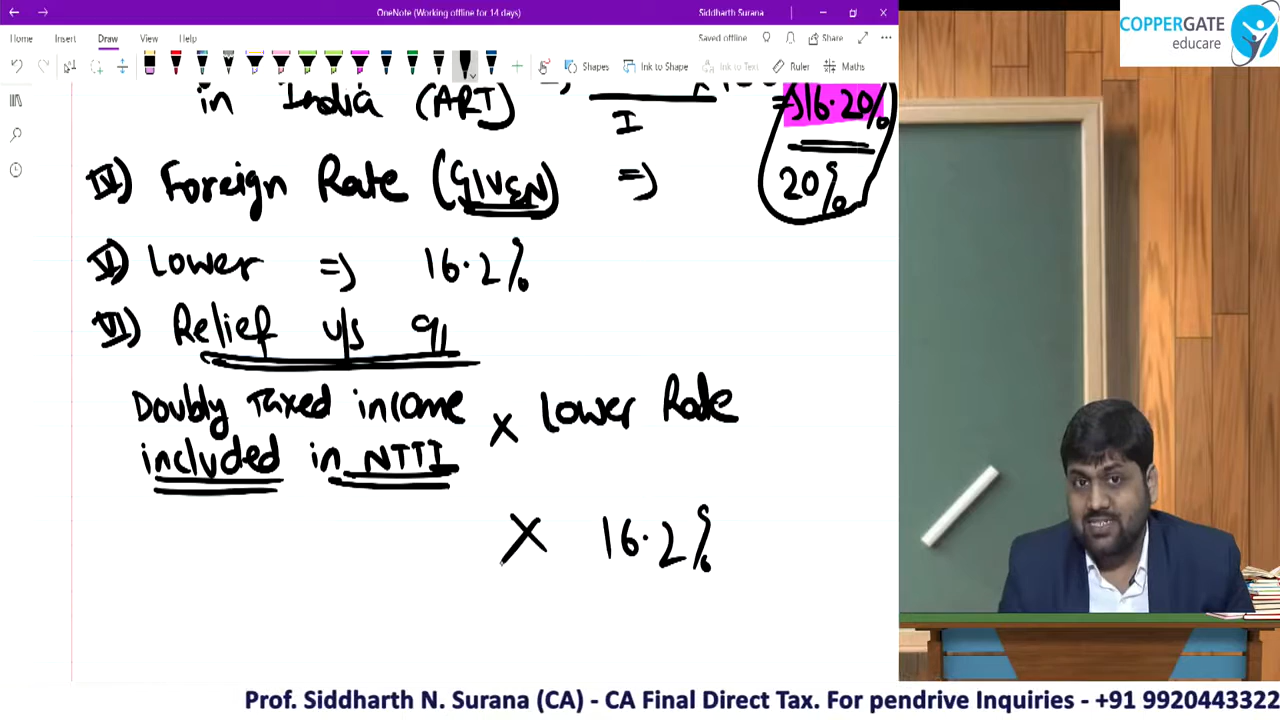 OneNote (Working offline for 14 days)
Siddharth Surana
COPPERGATE
educare
Home Insert Draw View Help
Saved offline
Share
Shapes
Ink to Shape
Ink to Text
Ruler
Maths
in India (ART) =>
I
=> 16.20%
IV) Foreign Rate (GIVEN) => 20%
V) Lower => 16.2%
VI) Relief u/s 91
Doubly Taxed income × Lower Rate
included in NTTI
× 16.2%
Prof. Siddharth N. Surana (CA) - CA Final Direct Tax. For pendrive Inquiries - +91 9920443322